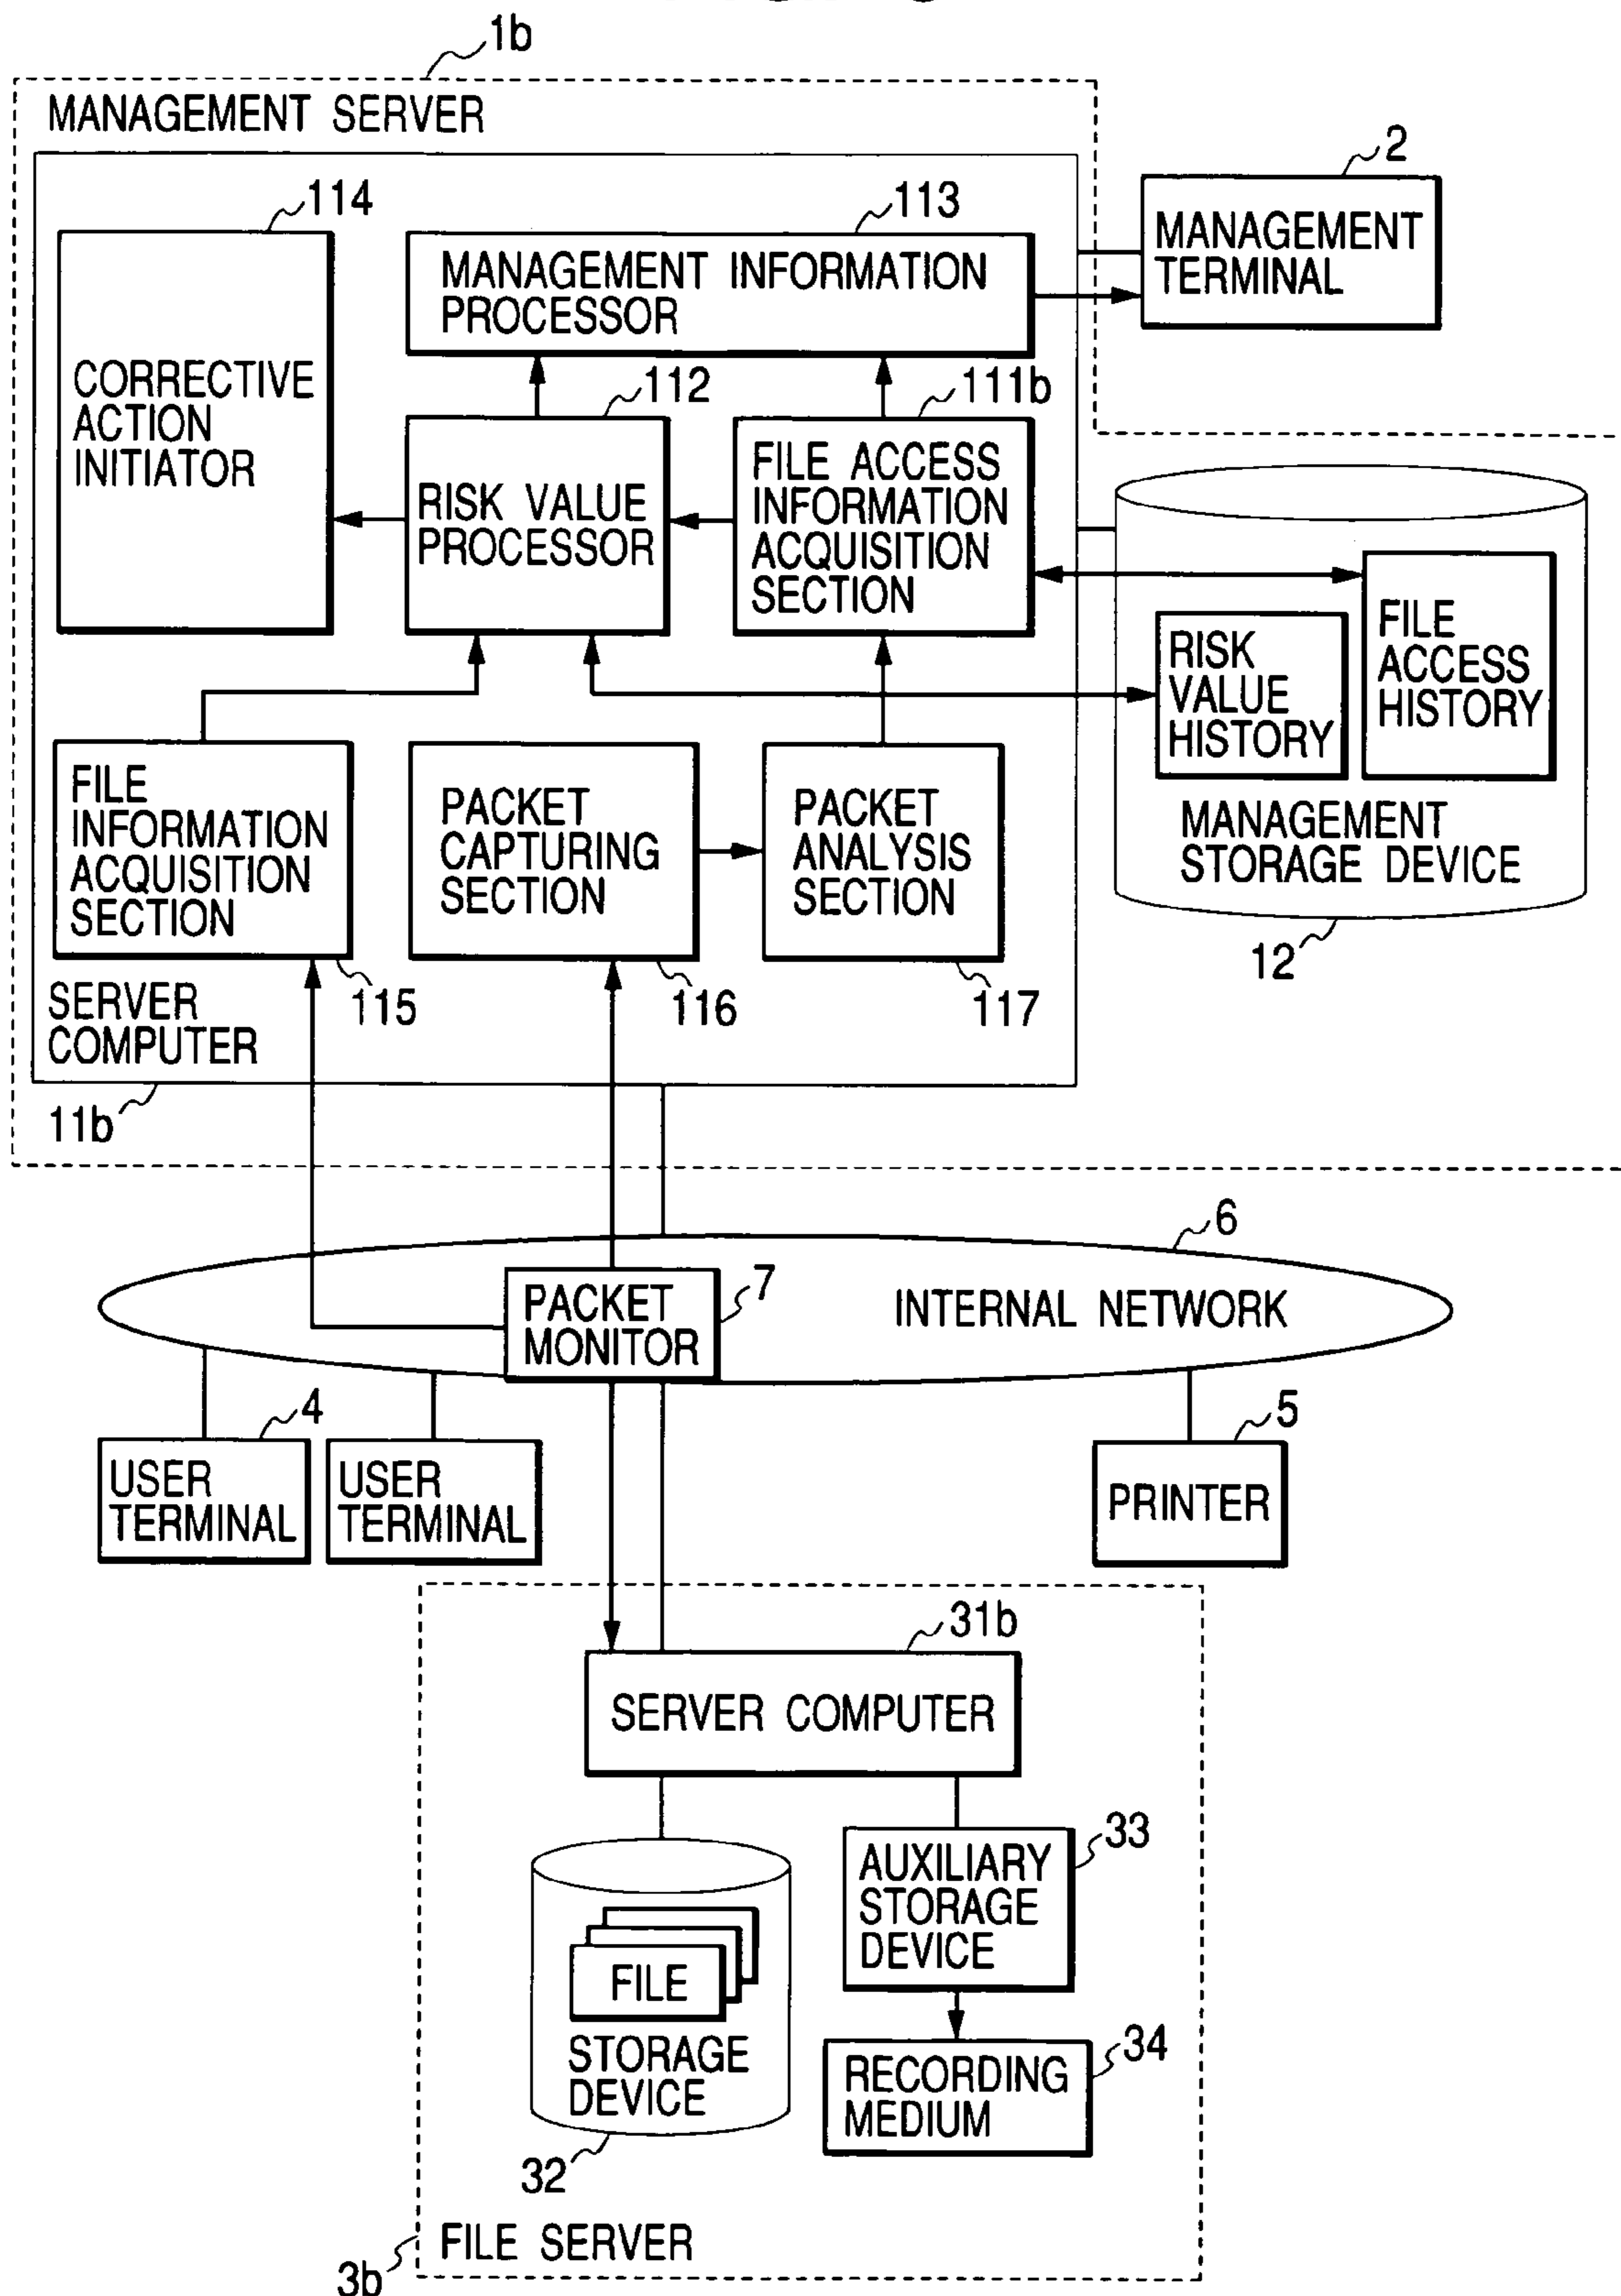 1b
MANAGEMENT SERVER
2
114
113
MANAGEMENT
TERMINAL
MANAGEMENT INFORMATION
PROCESSOR
CORRECTIVE
ACTION
INITIATOR
112
111b
RISK VALUE
PROCESSOR
FILE ACCESS
INFORMATION
ACQUISITION
SECTION
RISK
VALUE
HISTORY
FILE
ACCESS
HISTORY
MANAGEMENT
STORAGE DEVICE
12
FILE
INFORMATION
ACQUISITION
SECTION
PACKET
CAPTURING
SECTION
PACKET
ANALYSIS
SECTION
115
116
117
SERVER
COMPUTER
11b
6
7
PACKET
MONITOR
INTERNAL NETWORK
4
5
USER
TERMINAL
USER
TERMINAL
PRINTER
31b
SERVER COMPUTER
33
AUXILIARY
STORAGE
DEVICE
FILE
STORAGE
DEVICE
34
RECORDING
MEDIUM
32
FILE SERVER
3b